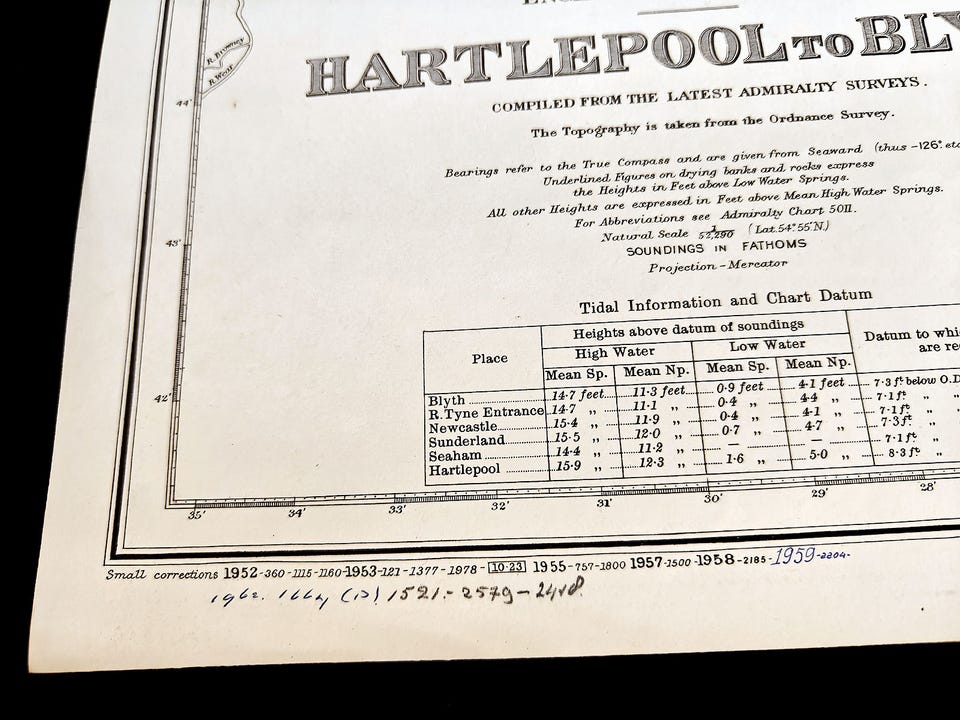 R. Browney
R. Wear
HARTLEPOOL TO BLY
COMPILED FROM THE LATEST ADMIRALTY SURVEYS.
The Topography is taken from the Ordnance Survey.
Bearings refer to the True Compass and are given from Seaward (thus -126° etc
Underlined Figures on drying banks and rocks express
the Heights in Feet above Low Water Springs.
All other Heights are expressed in Feet above Mean High Water Springs.
For Abbreviations see Admiralty Chart 5011.
Natural Scale 1/52,290 (Lat. 54° 55' N.)
SOUNDINGS IN FATHOMS
Projection - Mercator
Tidal Information and Chart Datum
Place Heights above datum of soundings Datum to whi
are re
High Water Low Water
Mean Sp. Mean Np. Mean Sp. Mean Np.
Blyth 14·7 feet 11·3 feet 0·9 feet 4·1 feet 7·3 ft below O.D
R. Tyne Entrance 14·7 „ 11·1 „ 0·4 „ 4·4 „ 7·1 ft „ „
Newcastle 15·4 „ 11·9 „ 0·4 „ 4·1 „ 7·1 ft „ „
Sunderland 15·5 „ 12·0 „ 0·7 „ 4·7 „ 7·3 ft „
Seaham 14·4 „ 11·2 „ — — 7·1 ft „
Hartlepool 15·9 „ 12·3 „ 1·6 „ 5·0 „ 8·3 ft „
44'
43'
42'
35' 34' 33' 32' 31' 30' 29' 28'
Small corrections 1952-360-1115-1160-1953-121-1377-1978-10·23 1955-757-1800 1957-1500-1958-2185-1959-2204-
1521.-2579-